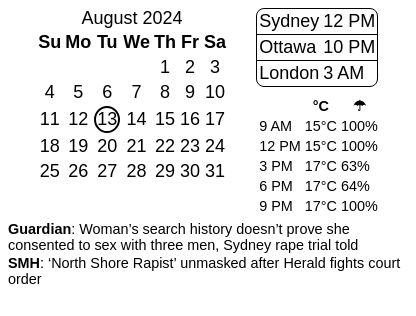 August 2024
Su Mo Tu We Th Fr Sa
1 2 3
4 5 6 7 8 9 10
11 12 13 14 15 16 17
18 19 20 21 22 23 24
25 26 27 28 29 30 31
Sydney 12 PM
Ottawa 10 PM
London 3 AM
°C ☂
9 AM 15°C 100%
12 PM 15°C 100%
3 PM 17°C 63%
6 PM 17°C 64%
9 PM 17°C 100%
Guardian: Woman’s search history doesn’t prove she
consented to sex with three men, Sydney rape trial told
SMH: ‘North Shore Rapist’ unmasked after Herald fights court
order